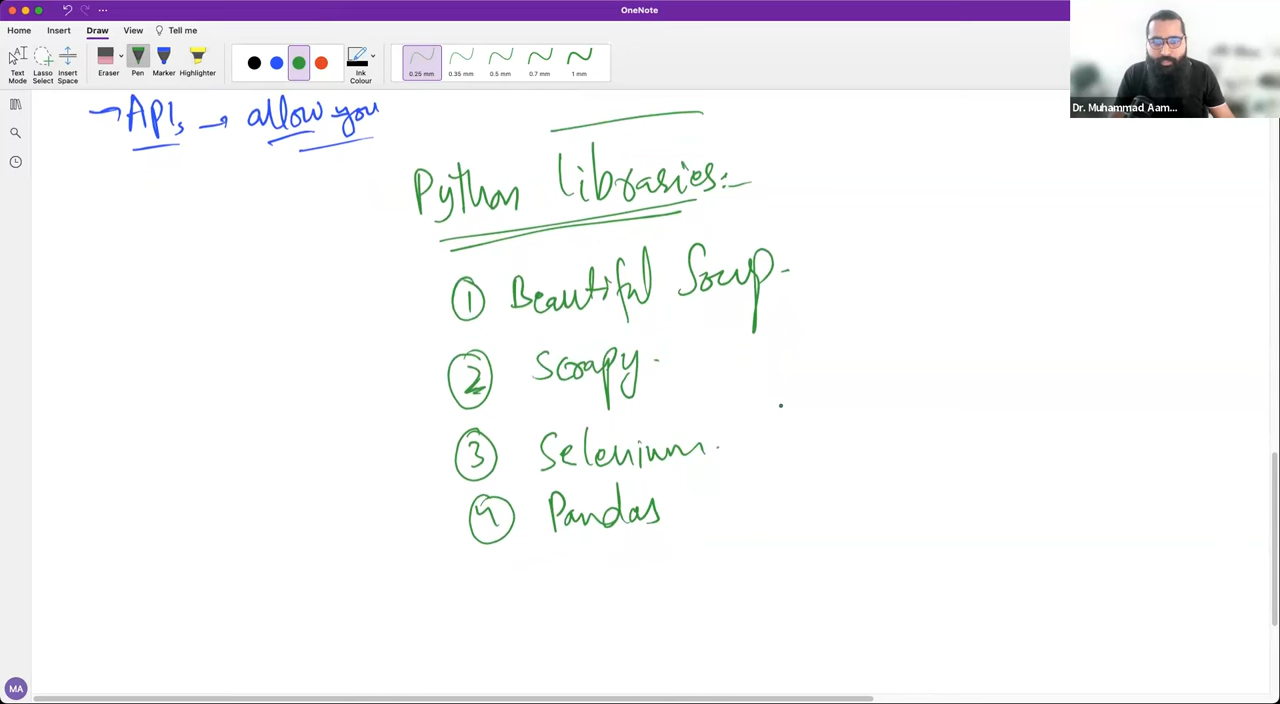 OneNote
Home Insert Draw View Tell me
Text Mode Lasso Select Insert Space Eraser Pen Marker Highlighter Ink Colour 0.25 mm 0.35 mm 0.5 mm 0.7 mm 1 mm
Dr. Muhammad Aam...
→ APIs → allow you
Python Libraries:-
① Beautiful Soup.
② Scrapy.
③ Selenium.
④ Pandas
MA